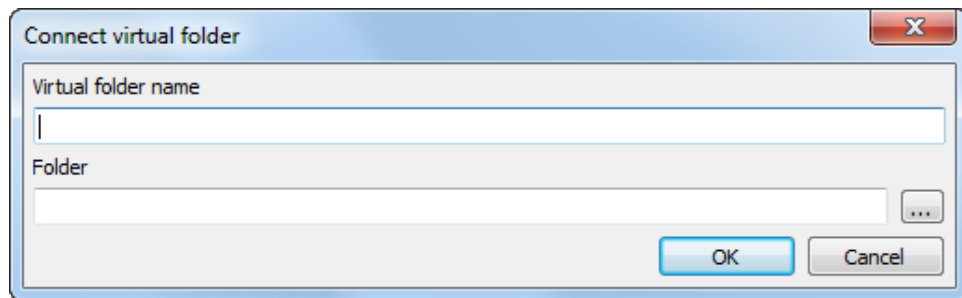 Connect virtual folder
Virtual folder name
Folder
...
OK Cancel